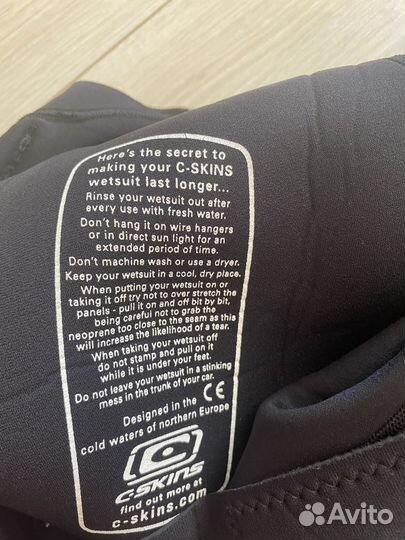 Here's the secret to
making your C-SKINS
wetsuit last longer...
Rinse your wetsuit out after
every use with fresh water.
Don't hang it on wire hangers
or in direct sun light for an
extended period of time.
Don't machine wash or use a dryer.
Keep your wetsuit in a cool, dry place.
When putting your wetsuit on or
taking it off try not to over stretch the
panels - pull it on and off bit by bit,
being careful not to grab the
neoprene too close to the seam as this
will increase the likelihood of a tear.
When taking your wetsuit off
do not stamp and pull on it
while it is under your feet.
Do not leave your wetsuit in a stinking
mess in the trunk of your car.
Designed in the CE
cold waters of northern Europe
C-SKINS
find out more at
c-skins.com
Avito